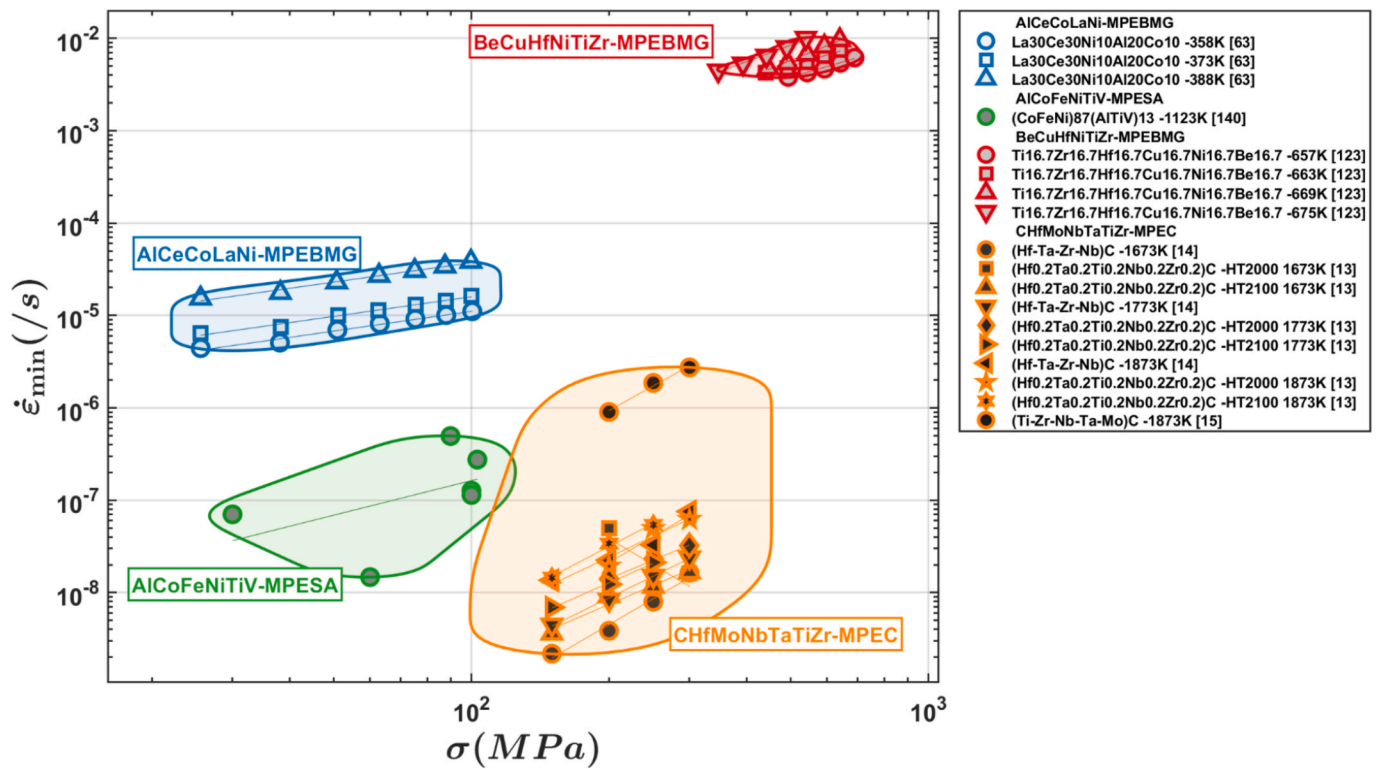 10⁻²
10⁻³
10⁻⁴
10⁻⁵
10⁻⁶
10⁻⁷
10⁻⁸
ε̇min(/s)
BeCuHfNiTiZr-MPEBMG
AlCeCoLaNi-MPEBMG
AlCoFeNiTiV-MPESA
CHfMoNbTaTiZr-MPEC
10²
10³
σ(MPa)
AlCeCoLaNi-MPEBMG
La30Ce30Ni10Al20Co10 -358K [63]
La30Ce30Ni10Al20Co10 -373K [63]
La30Ce30Ni10Al20Co10 -388K [63]
AlCoFeNiTiV-MPESA
(CoFeNi)87(AlTiV)13 -1123K [140]
BeCuHfNiTiZr-MPEBMG
Ti16.7Zr16.7Hf16.7Cu16.7Ni16.7Be16.7 -657K [123]
Ti16.7Zr16.7Hf16.7Cu16.7Ni16.7Be16.7 -663K [123]
Ti16.7Zr16.7Hf16.7Cu16.7Ni16.7Be16.7 -669K [123]
Ti16.7Zr16.7Hf16.7Cu16.7Ni16.7Be16.7 -675K [123]
CHfMoNbTaTiZr-MPEC
(Hf-Ta-Zr-Nb)C -1673K [14]
(Hf0.2Ta0.2Ti0.2Nb0.2Zr0.2)C -HT2000 1673K [13]
(Hf0.2Ta0.2Ti0.2Nb0.2Zr0.2)C -HT2100 1673K [13]
(Hf-Ta-Zr-Nb)C -1773K [14]
(Hf0.2Ta0.2Ti0.2Nb0.2Zr0.2)C -HT2000 1773K [13]
(Hf0.2Ta0.2Ti0.2Nb0.2Zr0.2)C -HT2100 1773K [13]
(Hf-Ta-Zr-Nb)C -1873K [14]
(Hf0.2Ta0.2Ti0.2Nb0.2Zr0.2)C -HT2000 1873K [13]
(Hf0.2Ta0.2Ti0.2Nb0.2Zr0.2)C -HT2100 1873K [13]
(Ti-Zr-Nb-Ta-Mo)C -1873K [15]